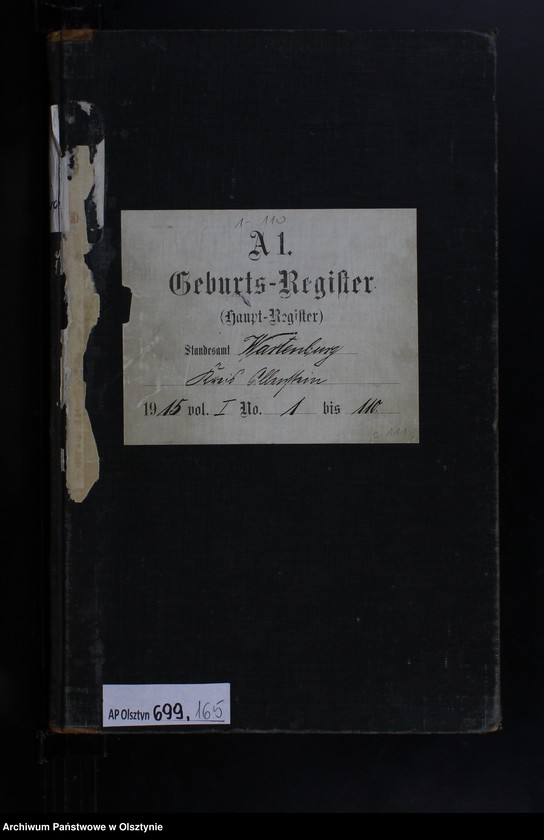 1- 110
A 1.
Geburts-Register
(Haupt-Register)
Standesamt Wartenburg
Kreis Allenstein
1915 vol. I No. 1 bis 110
AP Olsztyn 699, 165
Archiwum Państwowe w Olsztynie